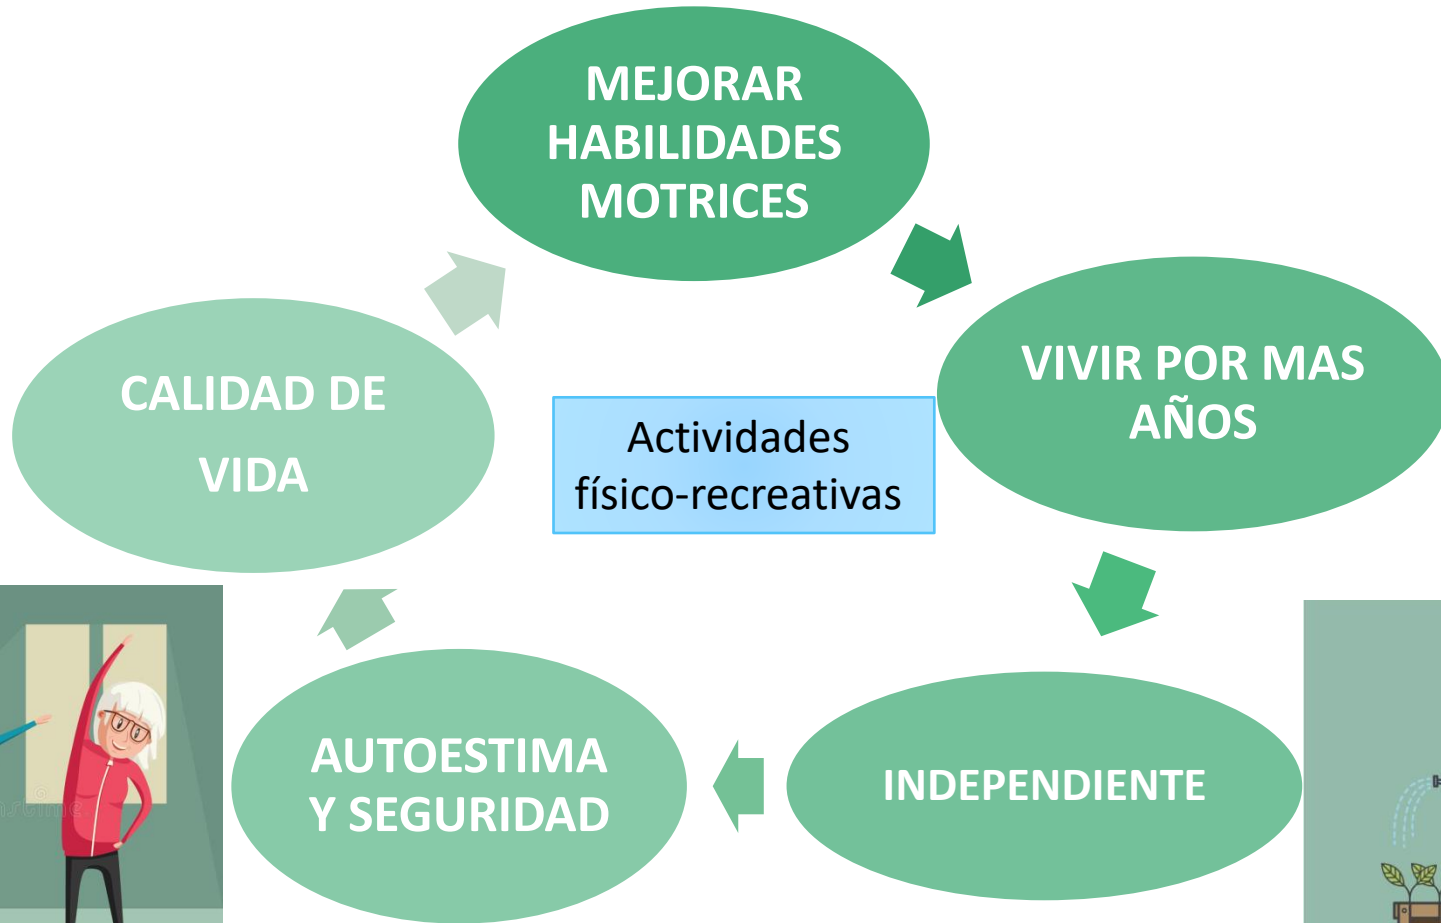 MEJORAR
HABILIDADES
MOTRICES
VIVIR POR MAS
AÑOS
CALIDAD DE
VIDA
Actividades
físico-recreativas
AUTOESTIMA
Y SEGURIDAD
INDEPENDIENTE